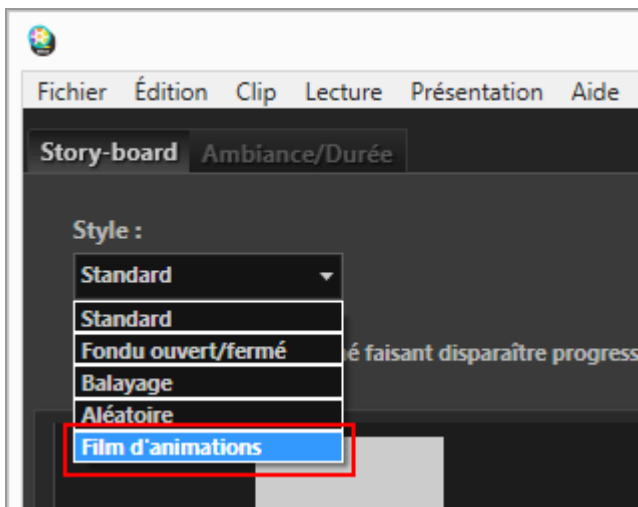 Fichier Édition Clip Lecture Présentation Aide
Story-board Ambiance/Durée
Style :
Standard
Standard
Fondu ouvert/fermé faisant disparaître
Balayage
Aléatoire
Film d'animations